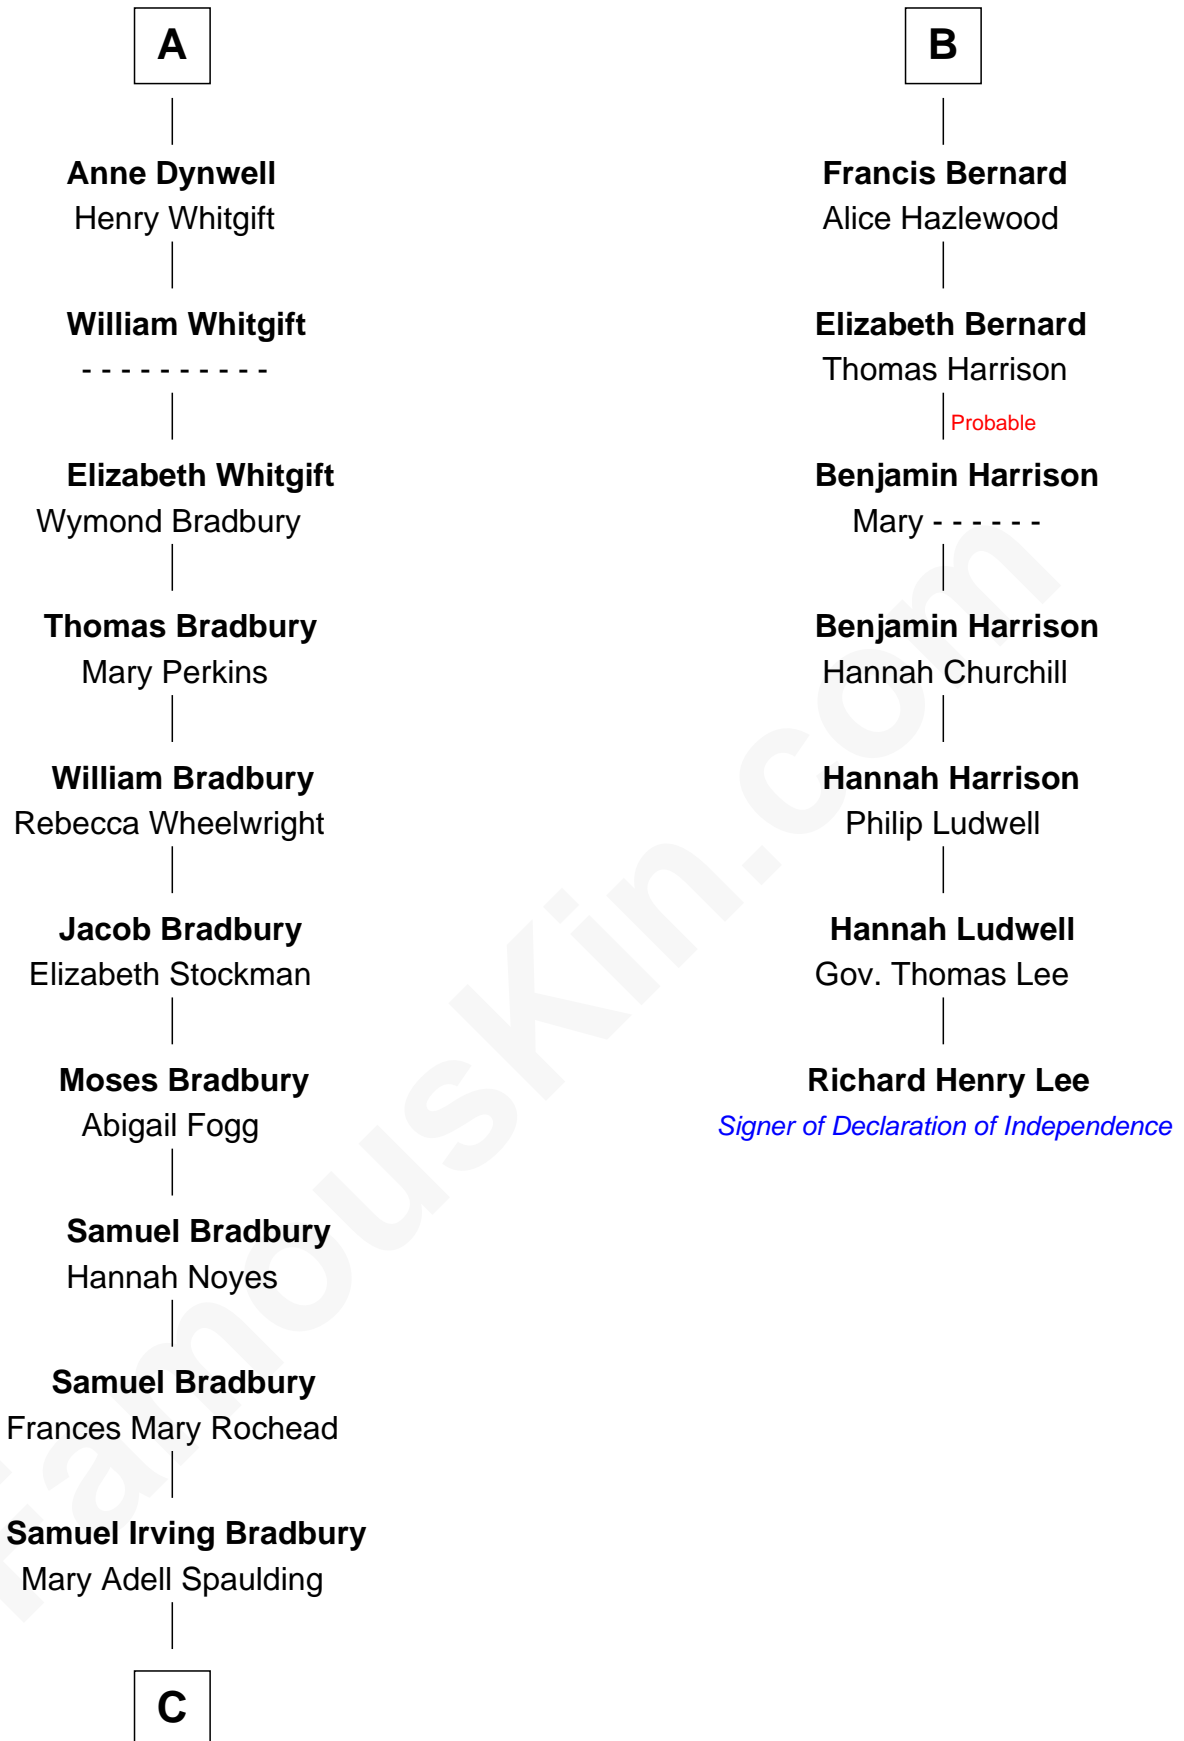 A
Anne Dynwell
Henry Whitgift
William Whitgift
- - - - - - - - - -
Elizabeth Whitgift
Wymond Bradbury
Thomas Bradbury
Mary Perkins
William Bradbury
Rebecca Wheelwright
Jacob Bradbury
Elizabeth Stockman
Moses Bradbury
Abigail Fogg
Samuel Bradbury
Hannah Noyes
Samuel Bradbury
Frances Mary Rochead
Samuel Irving Bradbury
Mary Adell Spaulding
C
B
Francis Bernard
Alice Hazlewood
Elizabeth Bernard
Thomas Harrison
Probable
Benjamin Harrison
Mary - - - - - -
Benjamin Harrison
Hannah Churchill
Hannah Harrison
Philip Ludwell
Hannah Ludwell
Gov. Thomas Lee
Richard Henry Lee
Signer of Declaration of Independence
FamousKin.com